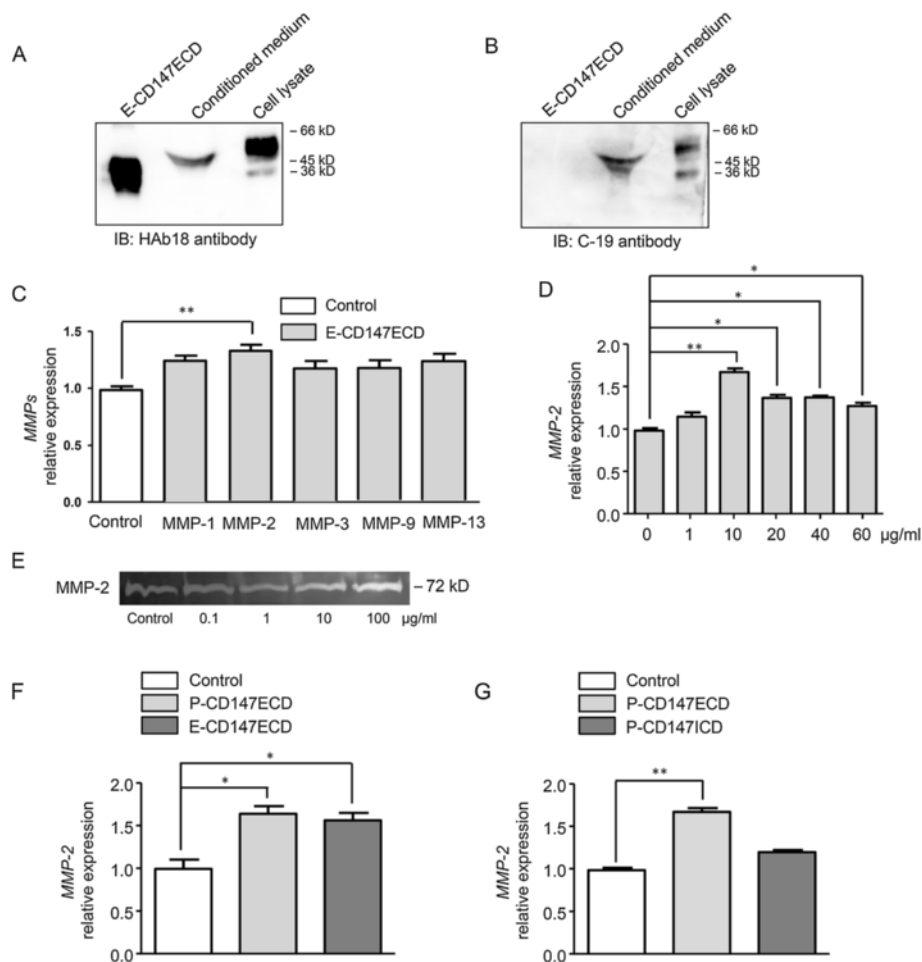 A
E-CD147ECD
Conditioned medium
Cell lysate
– 66 kD
– 45 kD
– 36 kD
IB: HAb18 antibody
B
E-CD147ECD
Conditioned medium
Cell lysate
– 66 kD
– 45 kD
– 36 kD
IB: C-19 antibody
C
Control
E-CD147ECD
**
MMPs
relative expression
1.5
1.0
0.5
0.0
Control MMP-1 MMP-2 MMP-3 MMP-9 MMP-13
D
*
*
*
**
MMP-2
relative expression
2.0
1.5
1.0
0.5
0.0
0 1 10 20 40 60 µg/ml
E
MMP-2
– 72 kD
Control 0.1 1 10 100 µg/ml
F
Control
P-CD147ECD
E-CD147ECD
*
*
MMP-2
relative expression
2.0
1.5
1.0
0.5
0.0
G
Control
P-CD147ECD
P-CD147ICD
**
MMP-2
relative expression
2.0
1.5
1.0
0.5
0.0